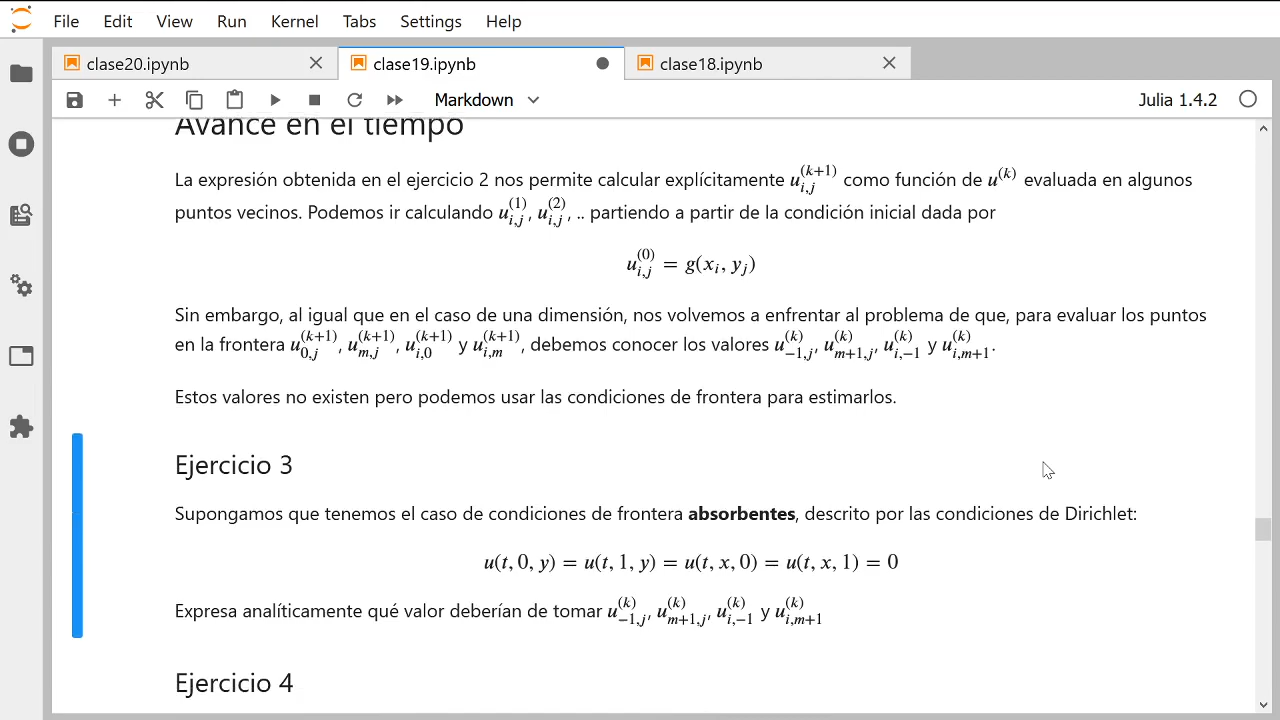 File Edit View Run Kernel Tabs Settings Help
clase20.ipynb clase19.ipynb clase18.ipynb
Markdown Julia 1.4.2
Avance en el tiempo
La expresión obtenida en el ejercicio 2 nos permite calcular explícitamente $u_{i,j}^{(k+1)}$ como función de $u^{(k)}$ evaluada en algunos
puntos vecinos. Podemos ir calculando $u_{i,j}^{(1)}$, $u_{i,j}^{(2)}$, .. partiendo a partir de la condición inicial dada por
$u_{i,j}^{(0)} = g(x_i, y_j)$
Sin embargo, al igual que en el caso de una dimensión, nos volvemos a enfrentar al problema de que, para evaluar los puntos
en la frontera $u_{0,j}^{(k+1)}$, $u_{m,j}^{(k+1)}$, $u_{i,0}^{(k+1)}$ y $u_{i,m}^{(k+1)}$, debemos conocer los valores $u_{-1,j}^{(k)}$, $u_{m+1,j}^{(k)}$, $u_{i,-1}^{(k)}$ y $u_{i,m+1}^{(k)}$.
Estos valores no existen pero podemos usar las condiciones de frontera para estimarlos.
Ejercicio 3
Supongamos que tenemos el caso de condiciones de frontera absorbentes, descrito por las condiciones de Dirichlet:
$u(t, 0, y) = u(t, 1, y) = u(t, x, 0) = u(t, x, 1) = 0$
Expresa analíticamente qué valor deberían de tomar $u_{-1,j}^{(k)}$, $u_{m+1,j}^{(k)}$, $u_{i,-1}^{(k)}$ y $u_{i,m+1}^{(k)}$
Ejercicio 4